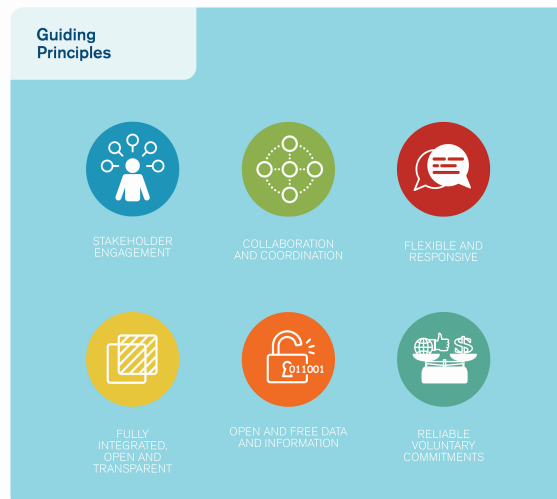 Guiding
Principles
STAKEHOLDER
ENGAGEMENT
COLLABORATION
AND COORDINATION
FLEXIBLE AND
RESPONSIVE
011001
$
FULLY
INTEGRATED,
OPEN AND
TRANSPARENT
OPEN AND FREE DATA
AND INFORMATION
RELIABLE
VOLUNTARY
COMMITMENTS